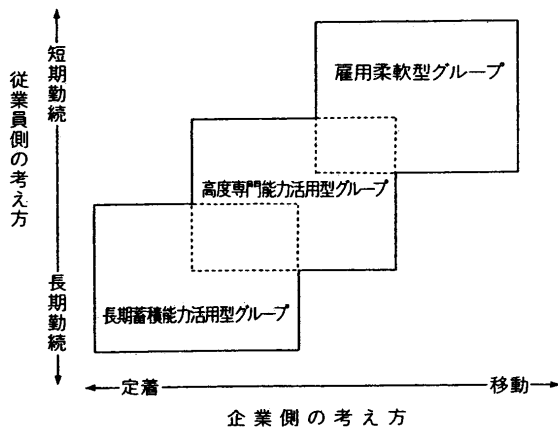 従業員側の考え方
短期勤続
長期勤続
雇用柔軟型グループ
高度専門能力活用型グループ
長期蓄積能力活用型グループ
定着
移動
企業側の考え方